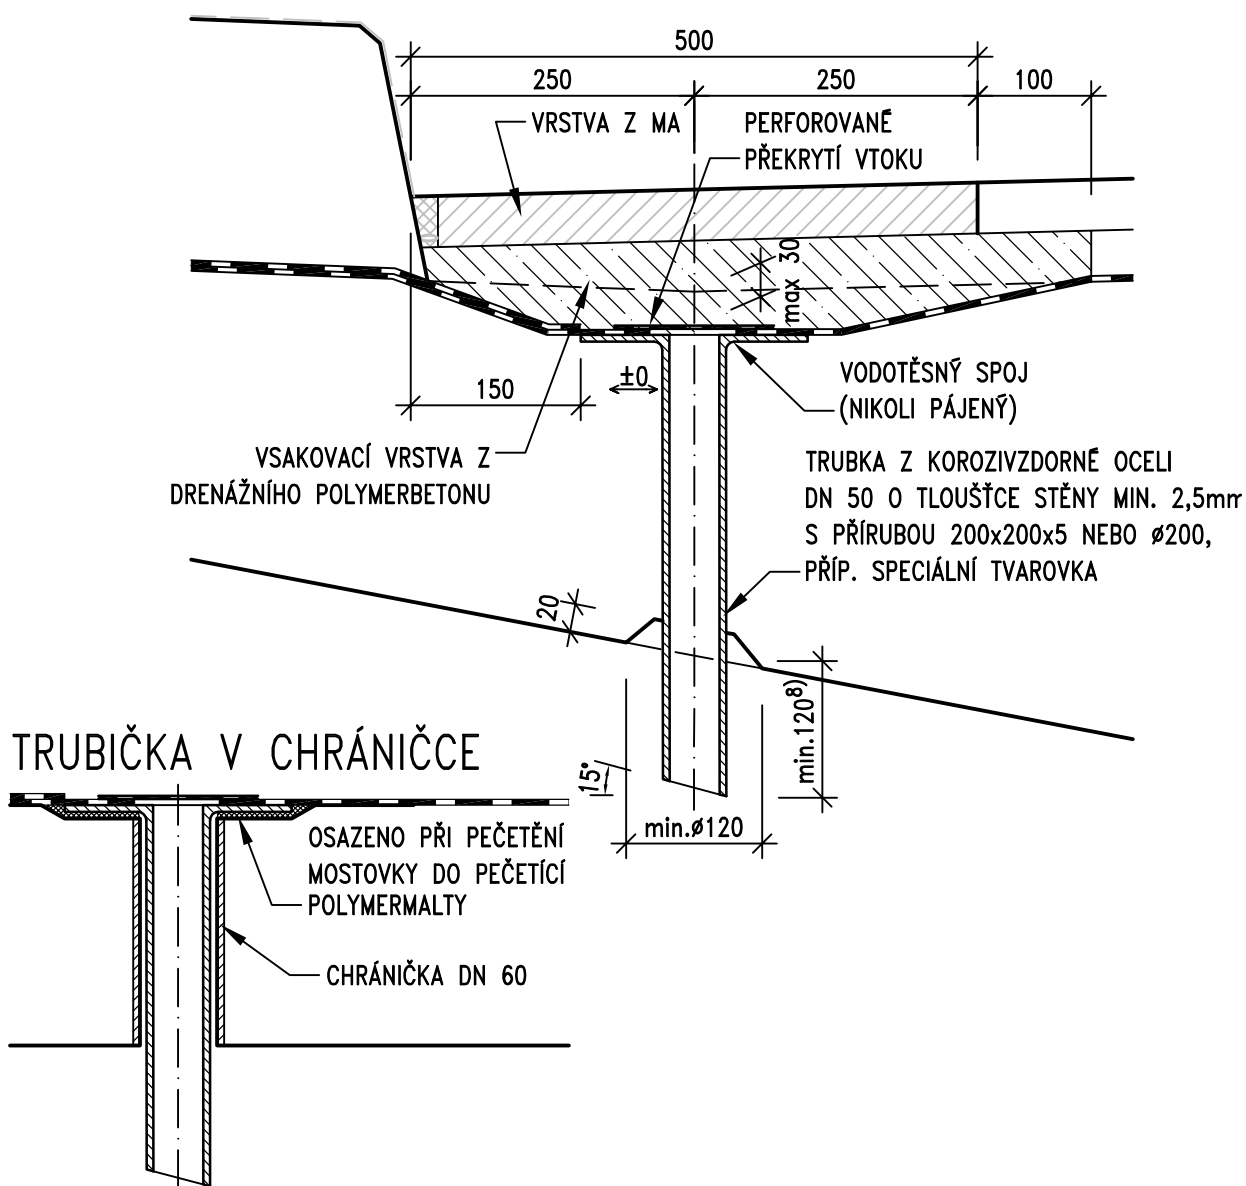 500
250
250
100
VRSTVA Z MA
PERFOROVANÉ
PŘEKRYTÍ VTOKU
max 30
±0
150
VODOTĚSNÝ SPOJ
(NIKOLI PÁJENÝ)
VSAKOVACÍ VRSTVA Z
DRENÁŽNÍHO POLYMERBETONU
TRUBKA Z KOROZIVZDORNÉ OCELI
DN 50 O TLOUŠŤCE STĚNY MIN. 2,5mm
S PŘÍRUBOU 200x200x5 NEBO ø200,
PŘÍP. SPECIÁLNÍ TVAROVKA
20
min.120⁸⁾
15°
min.ø120
TRUBIČKA V CHRÁNIČCE
OSAZENO PŘI PEČETĚNÍ
MOSTOVKY DO PEČETÍCÍ
POLYMERMALTY
CHRÁNIČKA DN 60